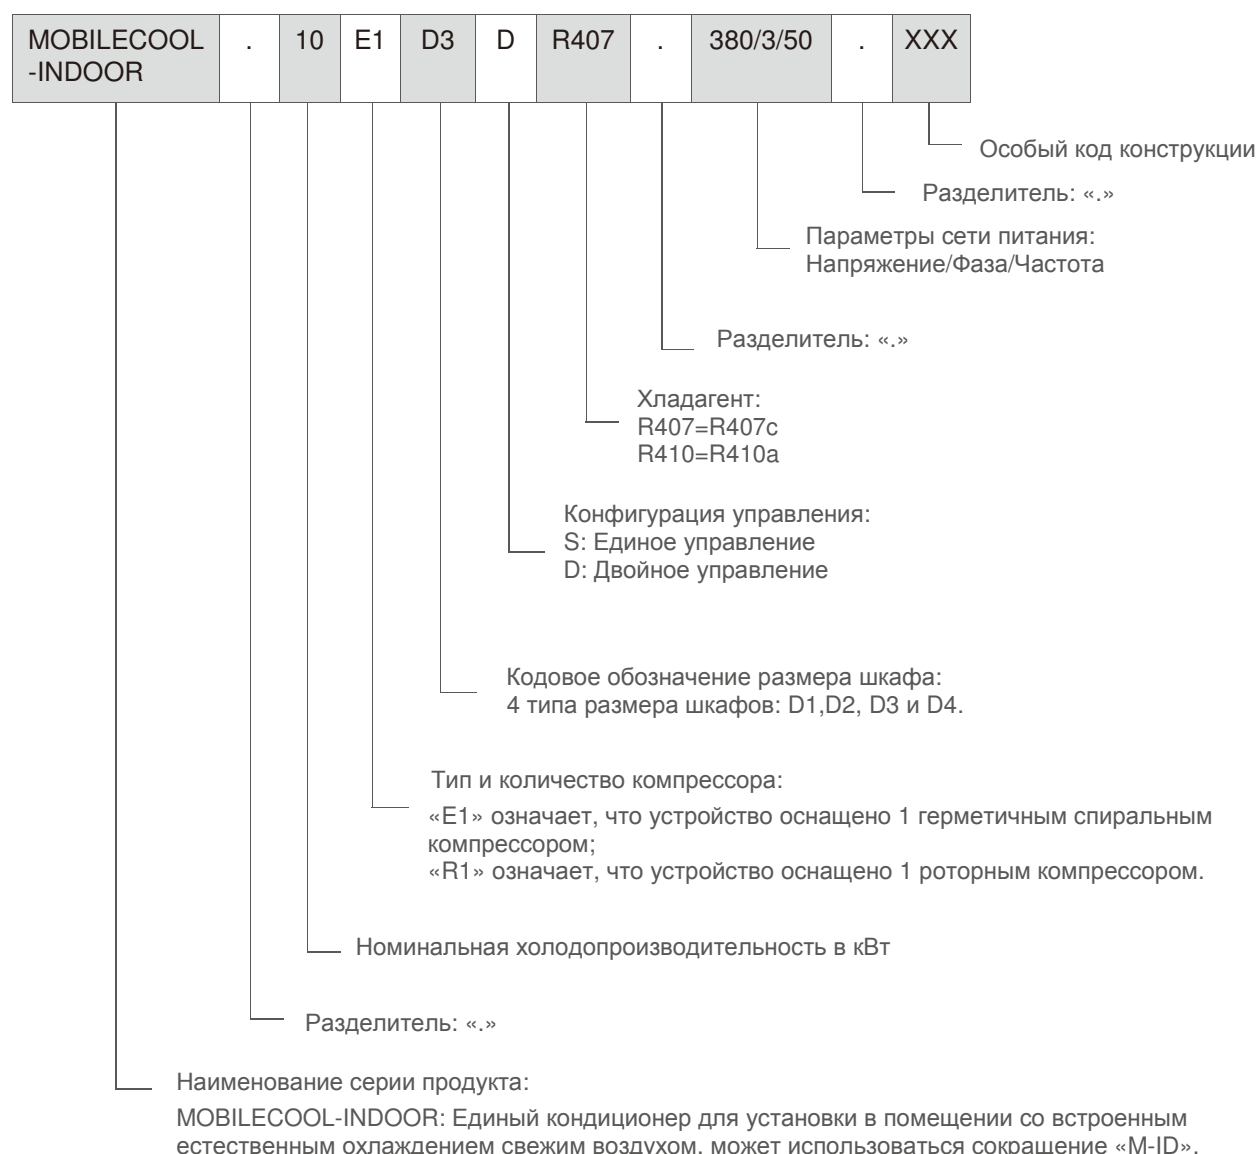 MOBILECOOL . 10 E1 D3 D R407 . 380/3/50 . XXX
-INDOOR
Особый код конструкции
Разделитель: «.»
Параметры сети питания:
Напряжение/Фаза/Частота
Разделитель: «.»
Хладагент:
R407=R407c
R410=R410a
Конфигурация управления:
S: Единое управление
D: Двойное управление
Кодовое обозначение размера шкафа:
4 типа размера шкафов: D1,D2, D3 и D4.
Тип и количество компрессора:
«E1» означает, что устройство оснащено 1 герметичным спиральным
компрессором;
«R1» означает, что устройство оснащено 1 роторным компрессором.
Номинальная холодопроизводительность в кВт
Разделитель: «.»
Наименование серии продукта:
MOBILECOOL-INDOOR: Единый кондиционер для установки в помещении со встроенным
естественным охлаждением свежим воздухом, может использоваться сокращение «M-ID».